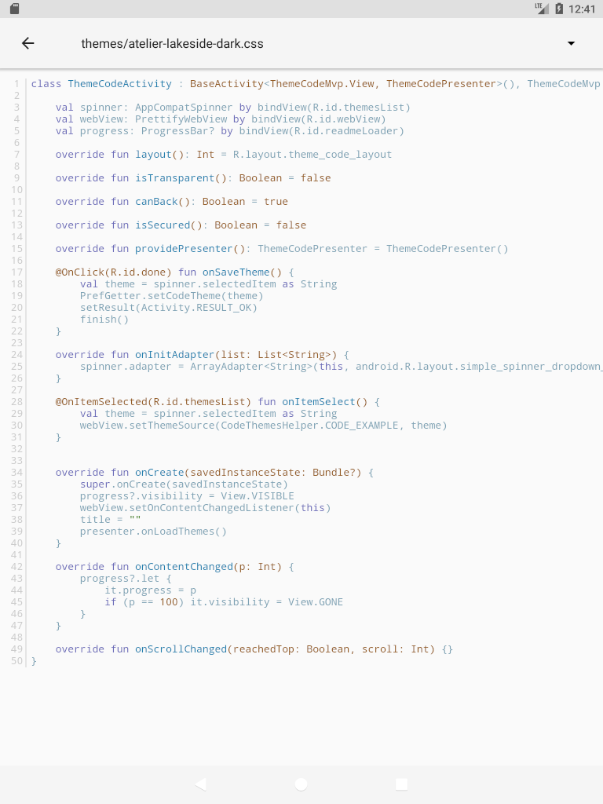 LTE 12:41
themes/atelier-lakeside-dark.css
1 class ThemeCodeActivity : BaseActivity<ThemeCodeMvp.View, ThemeCodePresenter>(), ThemeCodeMvp
2
3     val spinner: AppCompatSpinner by bindView(R.id.themesList)
4     val webView: PrettifyWebView by bindView(R.id.webView)
5     val progress: ProgressBar? by bindView(R.id.readmeLoader)
6
7     override fun layout(): Int = R.layout.theme_code_layout
8
9     override fun isTransparent(): Boolean = false
10
11     override fun canBack(): Boolean = true
12
13     override fun isSecured(): Boolean = false
14
15     override fun providePresenter(): ThemeCodePresenter = ThemeCodePresenter()
16
17     @OnClick(R.id.done) fun onSaveTheme() {
18         val theme = spinner.selectedItem as String
19         PrefGetter.setCodeTheme(theme)
20         setResult(Activity.RESULT_OK)
21         finish()
22     }
23
24     override fun onInitAdapter(list: List<String>) {
25         spinner.adapter = ArrayAdapter<String>(this, android.R.layout.simple_spinner_dropdown_
26     }
27
28     @OnItemSelected(R.id.themesList) fun onItemSelect() {
29         val theme = spinner.selectedItem as String
30         webView.setThemeSource(CodeThemesHelper.CODE_EXAMPLE, theme)
31     }
32
33
34     override fun onCreate(savedInstanceState: Bundle?) {
35         super.onCreate(savedInstanceState)
36         progress?.visibility = View.VISIBLE
37         webView.setOnContentChangedListener(this)
38         title = ""
39         presenter.onLoadThemes()
40     }
41
42     override fun onContentChanged(p: Int) {
43         progress?.let {
44             it.progress = p
45             if (p == 100) it.visibility = View.GONE
46         }
47     }
48
49     override fun onScrollChanged(reachedTop: Boolean, scroll: Int) {}
50 }